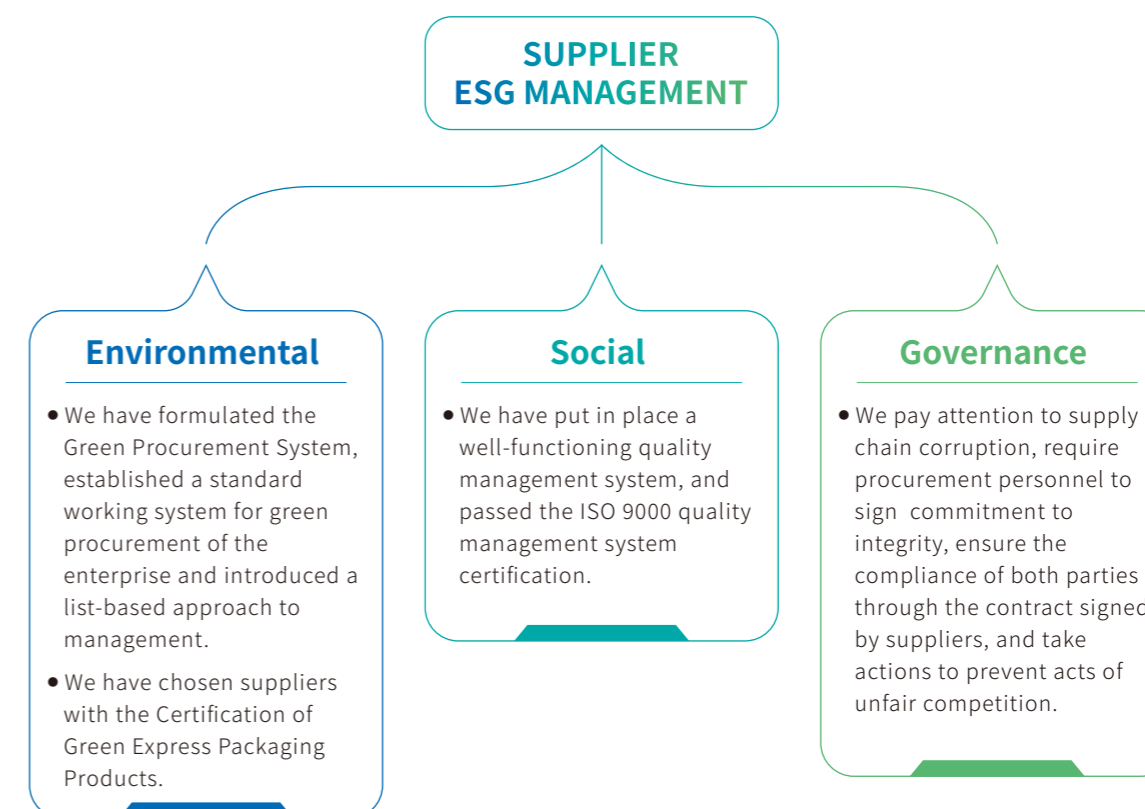 SUPPLIER
ESG MANAGEMENT
Environmental
● We have formulated the
Green Procurement System,
established a standard
working system for green
procurement of the
enterprise and introduced a
list-based approach to
management.
● We have chosen suppliers
with the Certification of
Green Express Packaging
Products.
Social
● We have put in place a
well-functioning quality
management system, and
passed the ISO 9000 quality
management system
certification.
Governance
● We pay attention to supply
chain corruption, require
procurement personnel to
sign commitment to
integrity, ensure the
compliance of both parties
through the contract signed
by suppliers, and take
actions to prevent acts of
unfair competition.